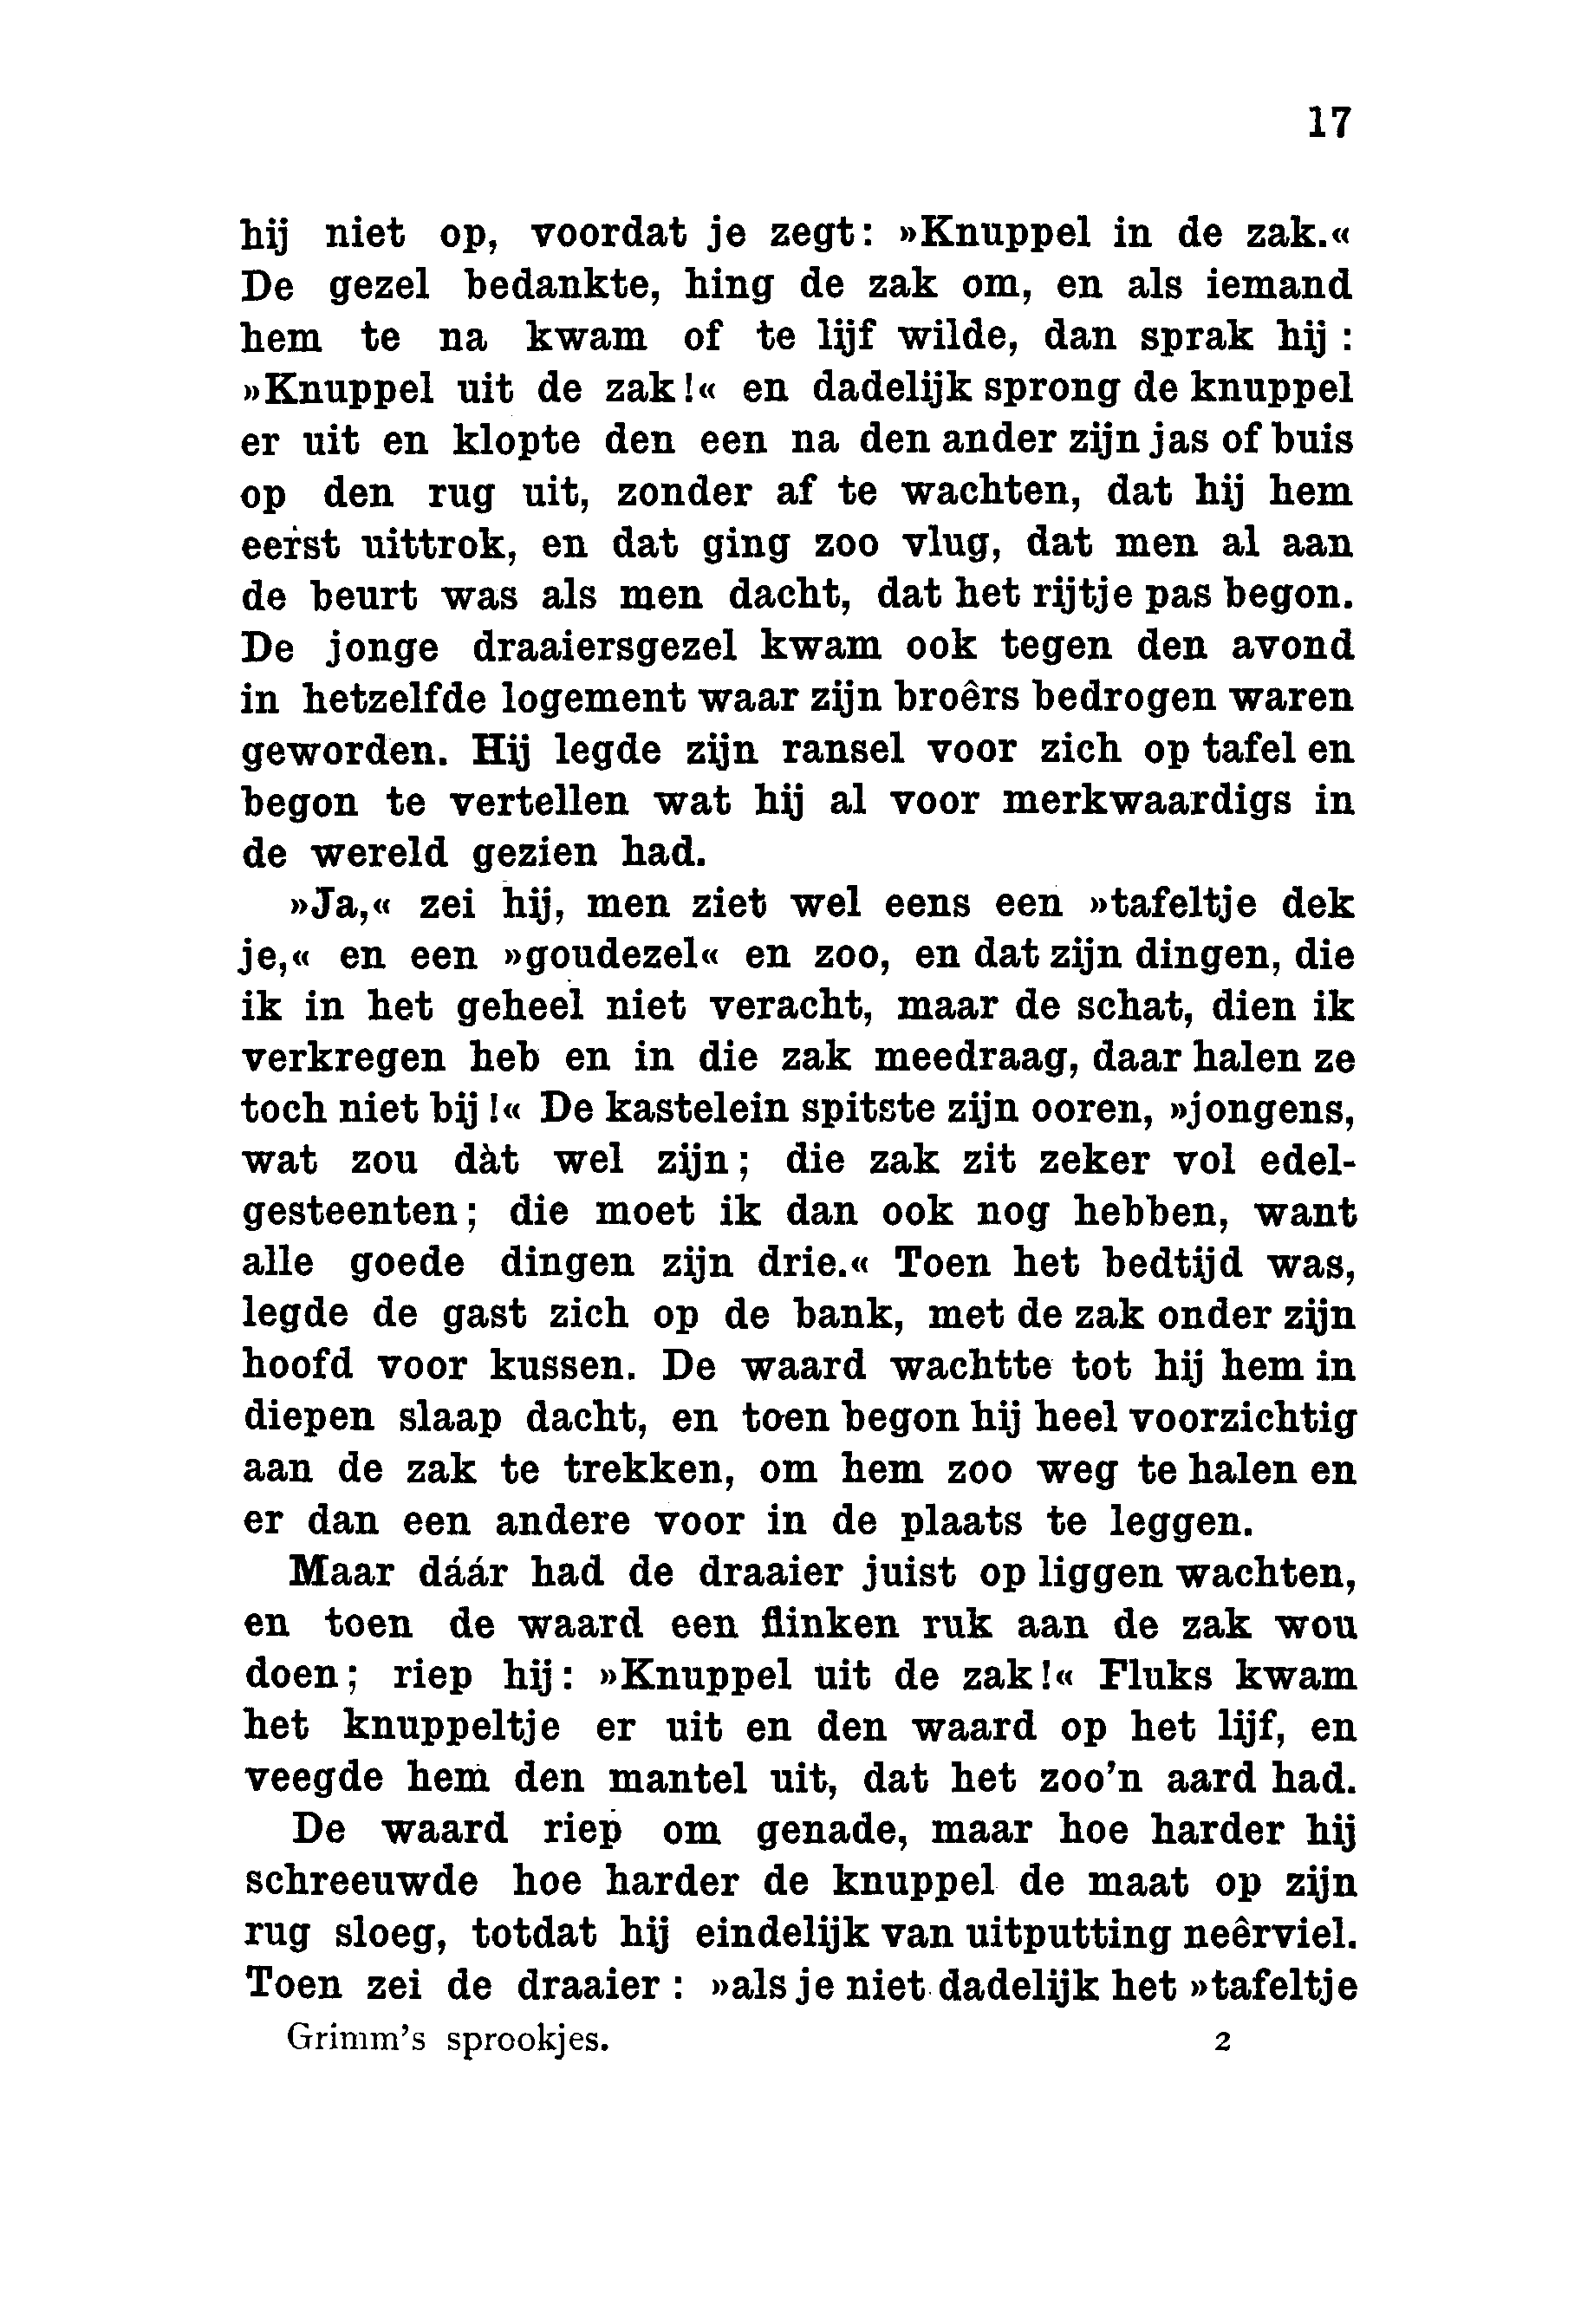 17
hij niet op, voordat je zegt: »Knuppel in de zak.«
De gezel bedankte, hing de zak om, en als iemand
hem te na kwam of te lijf wilde, dan sprak hij :
»Knuppel uit de zak!« en dadelijk sprong de knuppel
er uit en klopte den een na den ander zijn jas of buis
op den rug uit, zonder af te wachten, dat hij hem
eerst uittrok, en dat ging zoo vlug, dat men al aan
de beurt was als men dacht, dat het rijtje pas begon.
De jonge draaiersgezel kwam ook tegen den avond
in hetzelfde logement waar zijn broêrs bedrogen waren
geworden. Hij legde zijn ransel voor zich op tafel en
begon te vertellen wat hij al voor merkwaardigs in
de wereld gezien had.
»Ja,« zei hij, men ziet wel eens een »tafeltje dek
je,« en een »goudezel« en zoo, en dat zijn dingen, die
ik in het geheel niet veracht, maar de schat, dien ik
verkregen heb en in die zak meedraag, daar halen ze
toch niet bij!« De kastelein spitste zijn ooren, »jongens,
wat zou dàt wel zijn; die zak zit zeker vol edel-
gesteenten; die moet ik dan ook nog hebben, want
alle goede dingen zijn drie.« Toen het bedtijd was,
legde de gast zich op de bank, met de zak onder zijn
hoofd voor kussen. De waard wachtte tot hij hem in
diepen slaap dacht, en toen begon hij heel voorzichtig
aan de zak te trekken, om hem zoo weg te halen en
er dan een andere voor in de plaats te leggen.
Maar dáár had de draaier juist op liggen wachten,
en toen de waard een flinken ruk aan de zak wou
doen; riep hij: »Knuppel uit de zak!« Fluks kwam
het knuppeltje er uit en den waard op het lijf, en
veegde hem den mantel uit, dat het zoo'n aard had.
De waard riep om genade, maar hoe harder hij
schreeuwde hoe harder de knuppel de maat op zijn
rug sloeg, totdat hij eindelijk van uitputting neêrviel.
Toen zei de draaier : »als je niet dadelijk het »tafeltje
Grimm's sprookjes. 2